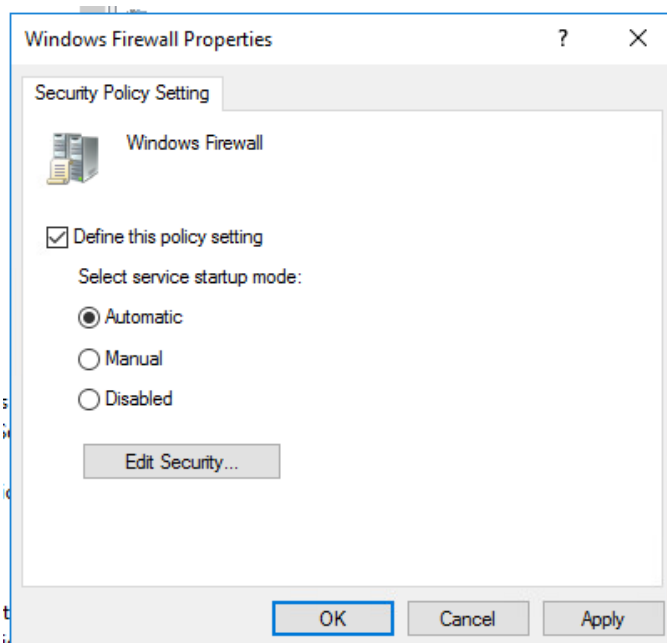 Windows Firewall Properties
?
Security Policy Setting
Windows Firewall
Define this policy setting
Select service startup mode:
Automatic
Manual
Disabled
Edit Security...
OK
Cancel
Apply